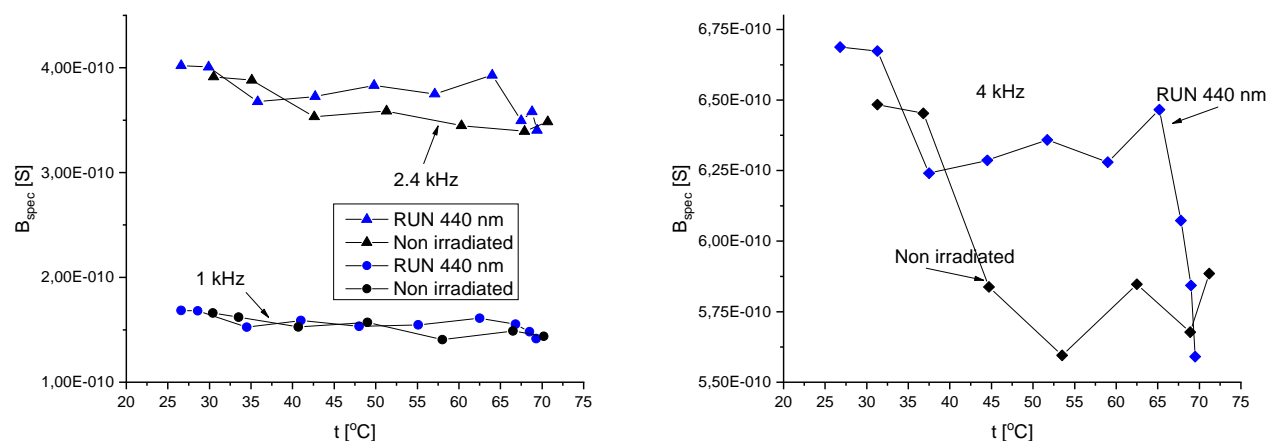 4,00E-010
3,00E-010
2,00E-010
1,00E-010
B_spec [S]
2.4 kHz
RUN 440 nm
Non irradiated
RUN 440 nm
Non irradiated
1 kHz
20 25 30 35 40 45 50 55 60 65 70 75
t [°C]
6,75E-010
6,50E-010
6,25E-010
6,00E-010
5,75E-010
5,50E-010
B_spec [S]
4 kHz
RUN 440 nm
Non irradiated
20 25 30 35 40 45 50 55 60 65 70 75
t [°C]